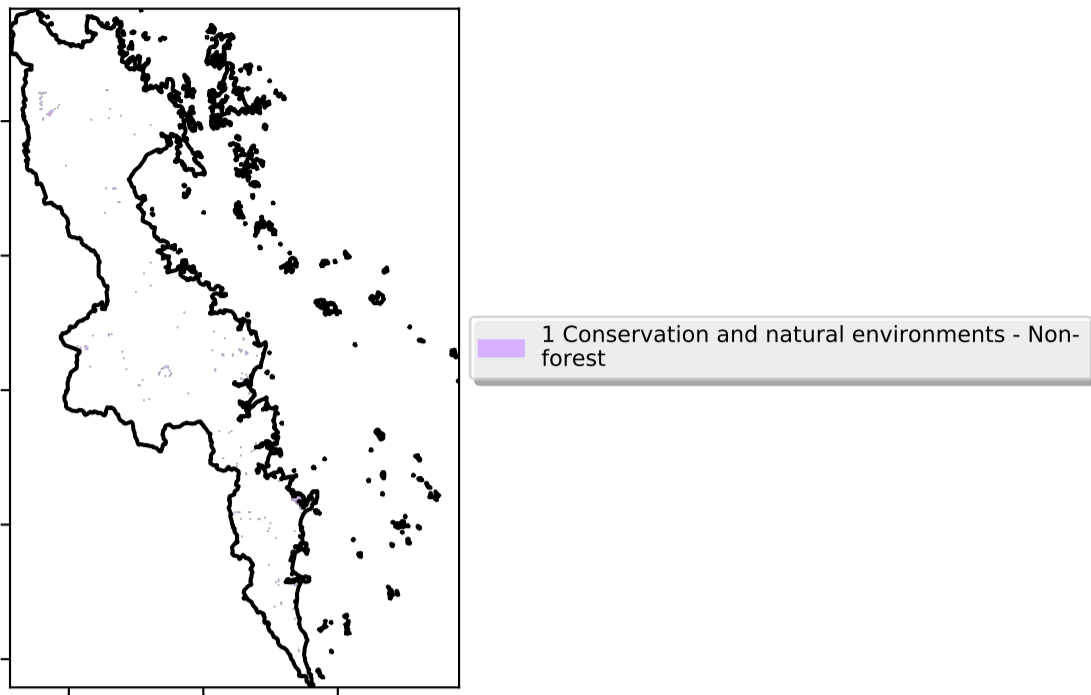 1 Conservation and natural environments - Non-
forest